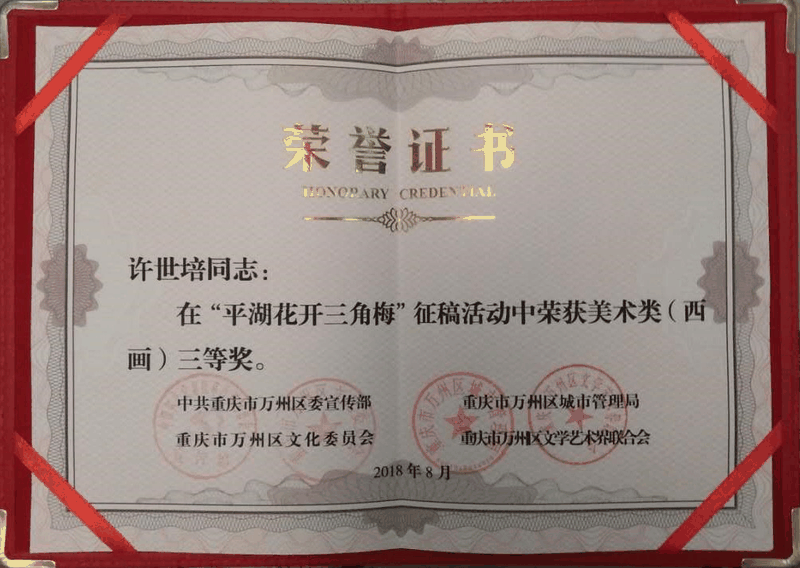 荣誉证书
HONORARY CREDENTIAL
许世培同志：
在“平湖花开三角梅”征稿活动中荣获美术类（西
画）三等奖。
中共重庆市万州区委宣传部 重庆市万州区城市管理局
重庆市万州区文化委员会 重庆市万州区文学艺术界联合会
2018年8月